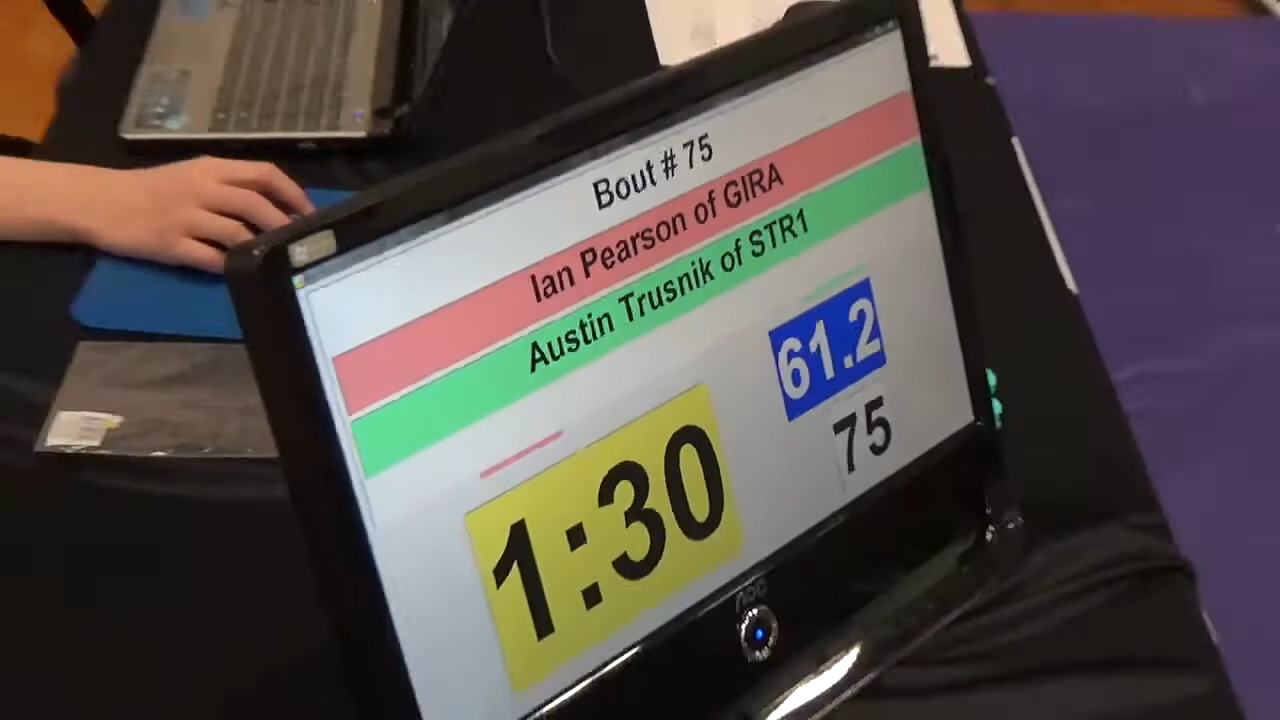 Bout # 75
Ian Pearson of GIRA
Austin Trusnik of STR1
61.2
75
1:30